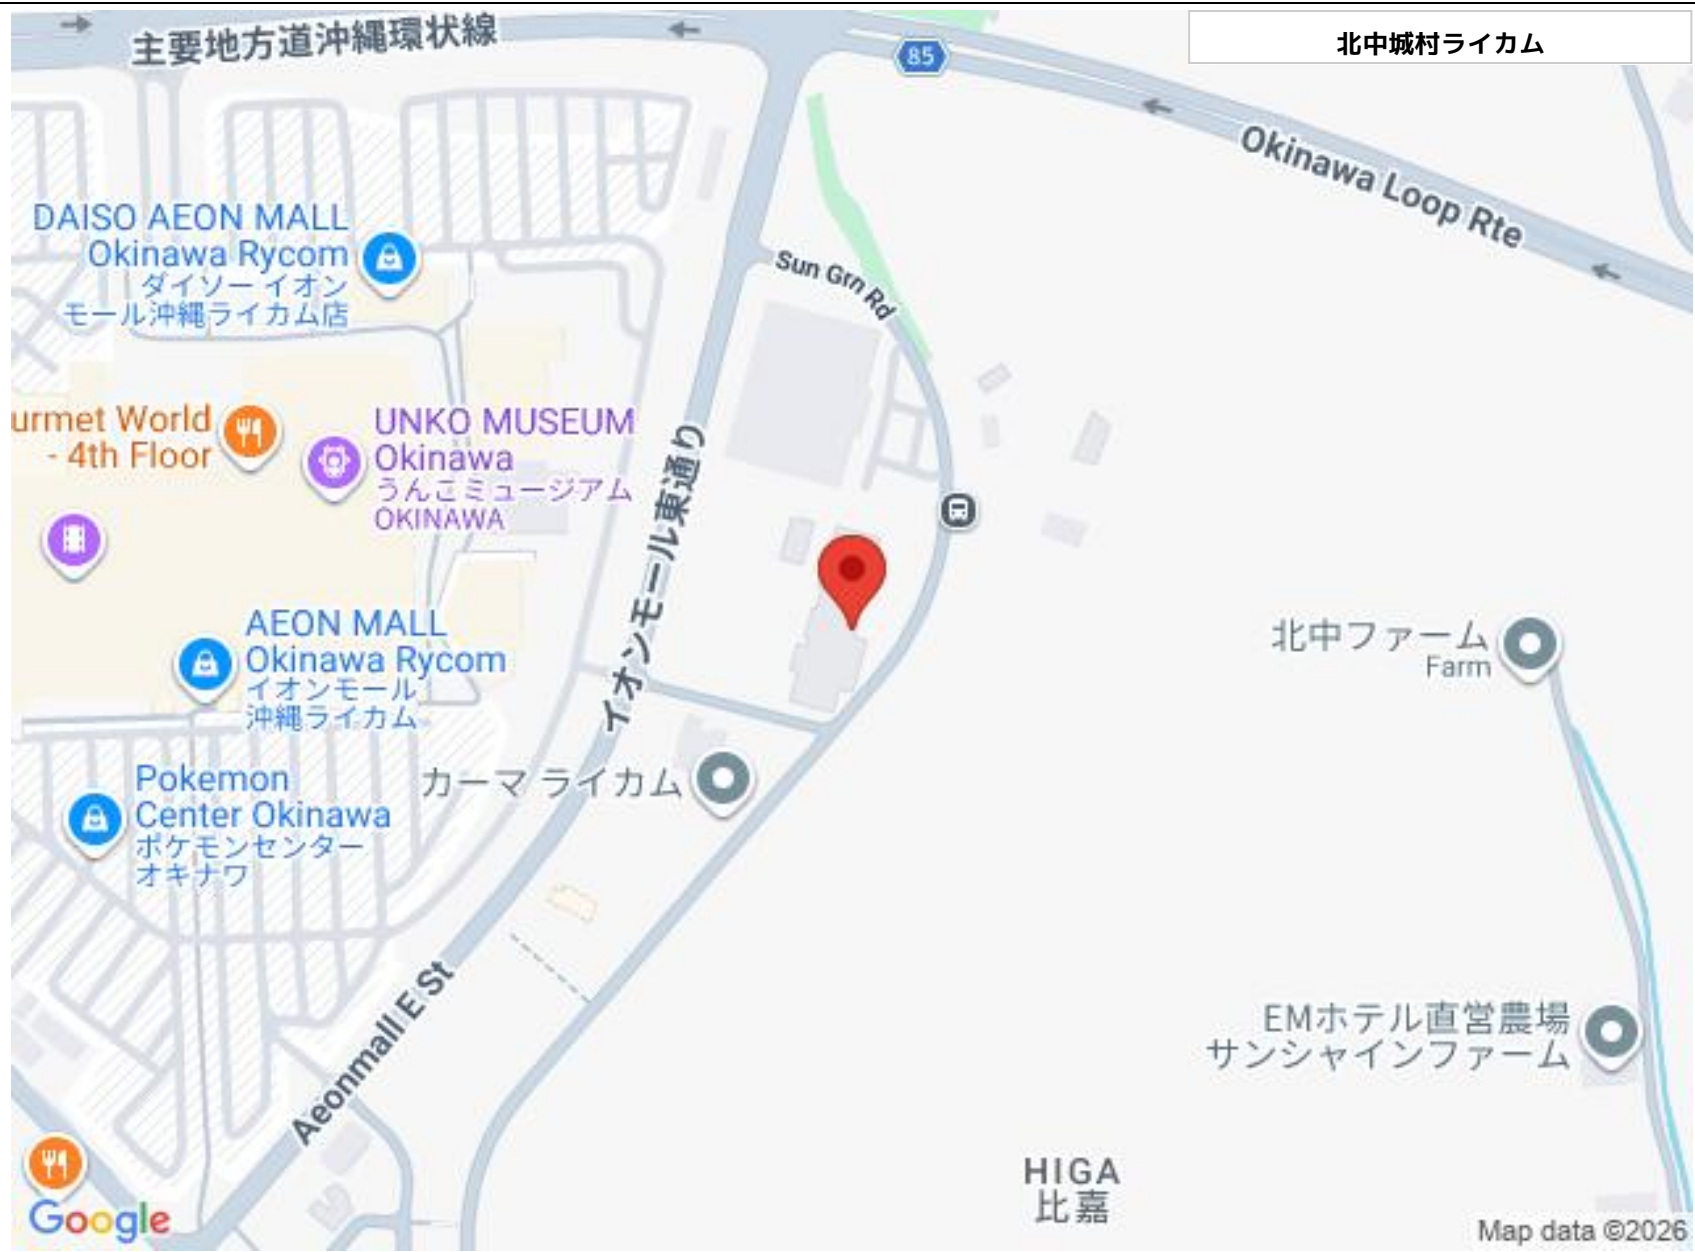 主要地方道沖縄環状線
85
北中城村ライカム
Okinawa Loop Rte
DAISO AEON MALL
Okinawa Rycom
ダイソー イオン
モール沖縄ライカム店
Sun Grn Rd
urmet World
- 4th Floor
UNKO MUSEUM
Okinawa
うんこミュージアム
OKINAWA
イオンモール東通り
AEON MALL
Okinawa Rycom
イオンモール
沖縄ライカム
北中ファーム
Farm
Pokemon
Center Okinawa
ポケモンセンター
オキナワ
カーマ ライカム
Aeonmall E St
EMホテル直営農場
サンシャインファーム
HIGA
比嘉
Google
Map data ©2026